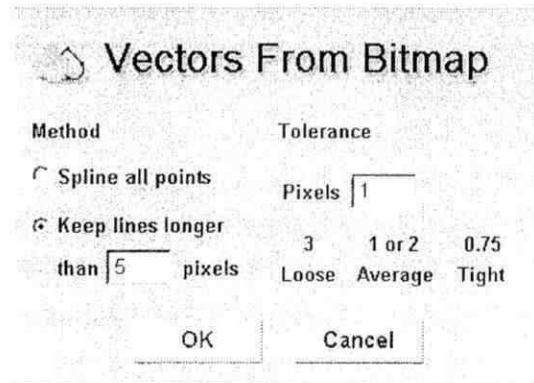 Vectors From Bitmap
Method
Spline all points
Keep lines longer
than 5 pixels
Tolerance
Pixels 1
3 1 or 2 0.75
Loose Average Tight
OK Cancel